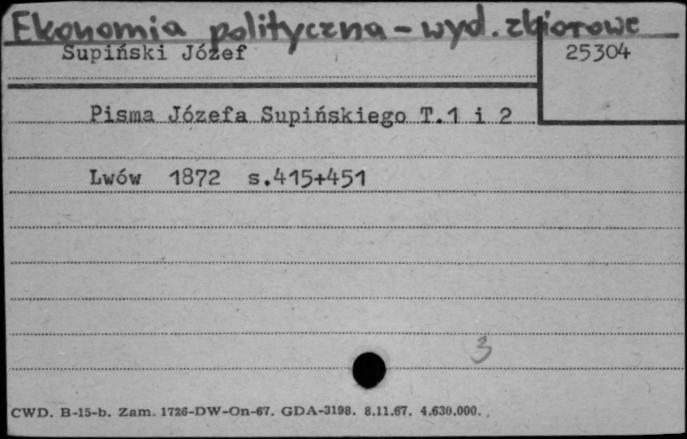 Ekonomia polityczna - wyd. zbiorowe
Supiński Józef 25304
Pisma Józefa Supińskiego T.1 i 2
Lwów 1872 s.415+451
3
CWD. B-15-b. Zam. 1726-DW-On-67. GDA-3198. 8.11.67. 4.630.000.